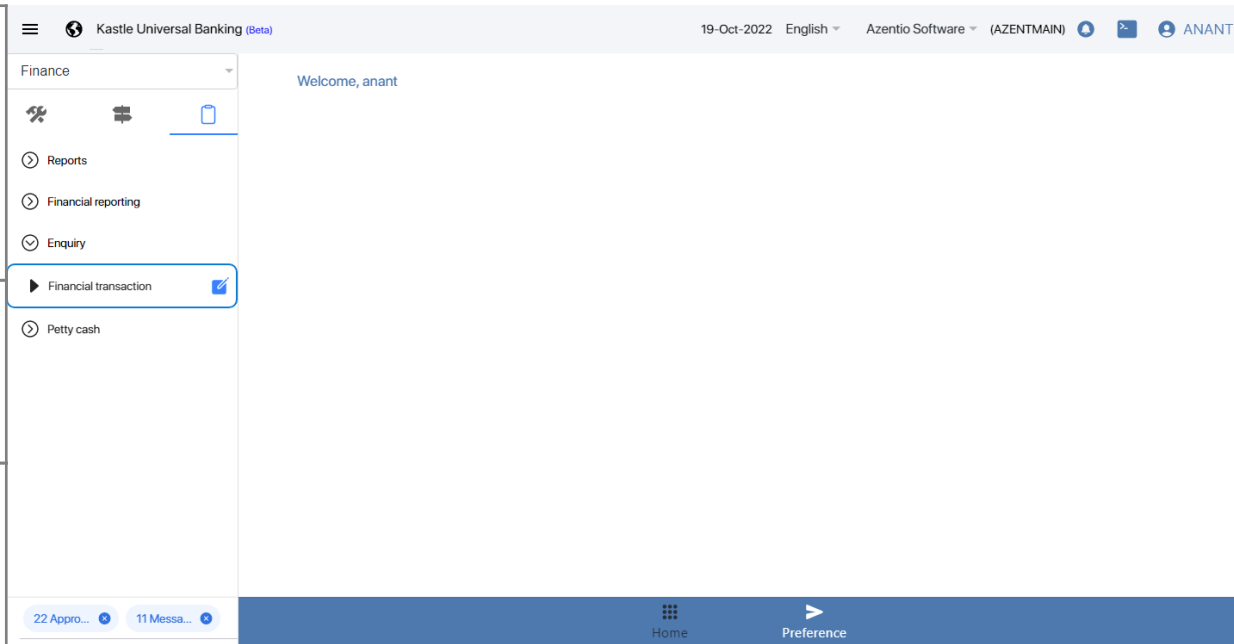 Kastle Universal Banking (Beta)
19-Oct-2022 English Azentio Software (AZENTMAIN) ANANT
Finance
Welcome, anant
Reports
Financial reporting
Enquiry
Financial transaction
Petty cash
22 Appro... 11 Messa...
Home Preference